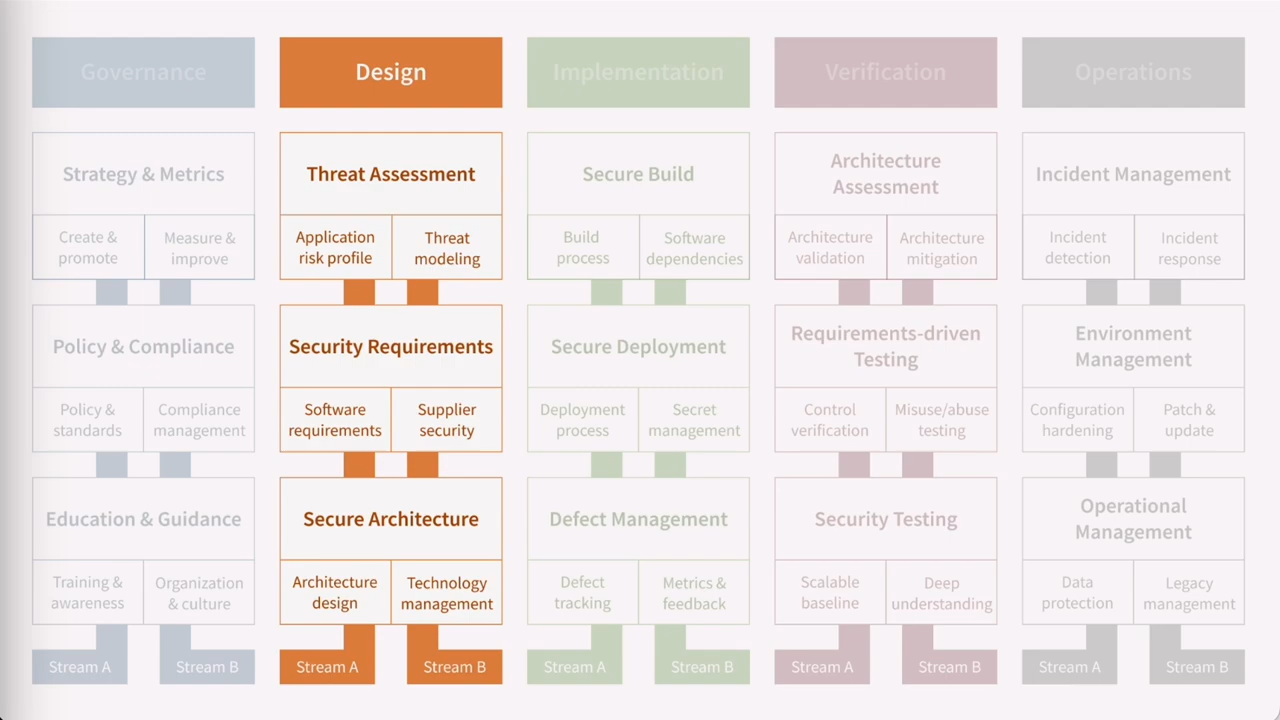 Governance
Design
Implementation
Verification
Operations
Strategy & Metrics
Create &
promote
Measure &
improve
Policy & Compliance
Policy &
standards
Compliance
management
Education & Guidance
Training &
awareness
Organization
& culture
Stream A
Stream B
Threat Assessment
Application
risk profile
Threat
modeling
Security Requirements
Software
requirements
Supplier
security
Secure Architecture
Architecture
design
Technology
management
Stream A
Stream B
Secure Build
Build
process
Software
dependencies
Secure Deployment
Deployment
process
Secret
management
Defect Management
Defect
tracking
Metrics &
feedback
Stream A
Stream B
Architecture
Assessment
Architecture
validation
Architecture
mitigation
Requirements-driven
Testing
Control
verification
Misuse/abuse
testing
Security Testing
Scalable
baseline
Deep
understanding
Stream A
Stream B
Incident Management
Incident
detection
Incident
response
Environment
Management
Configuration
hardening
Patch &
update
Operational
Management
Data
protection
Legacy
management
Stream A
Stream B